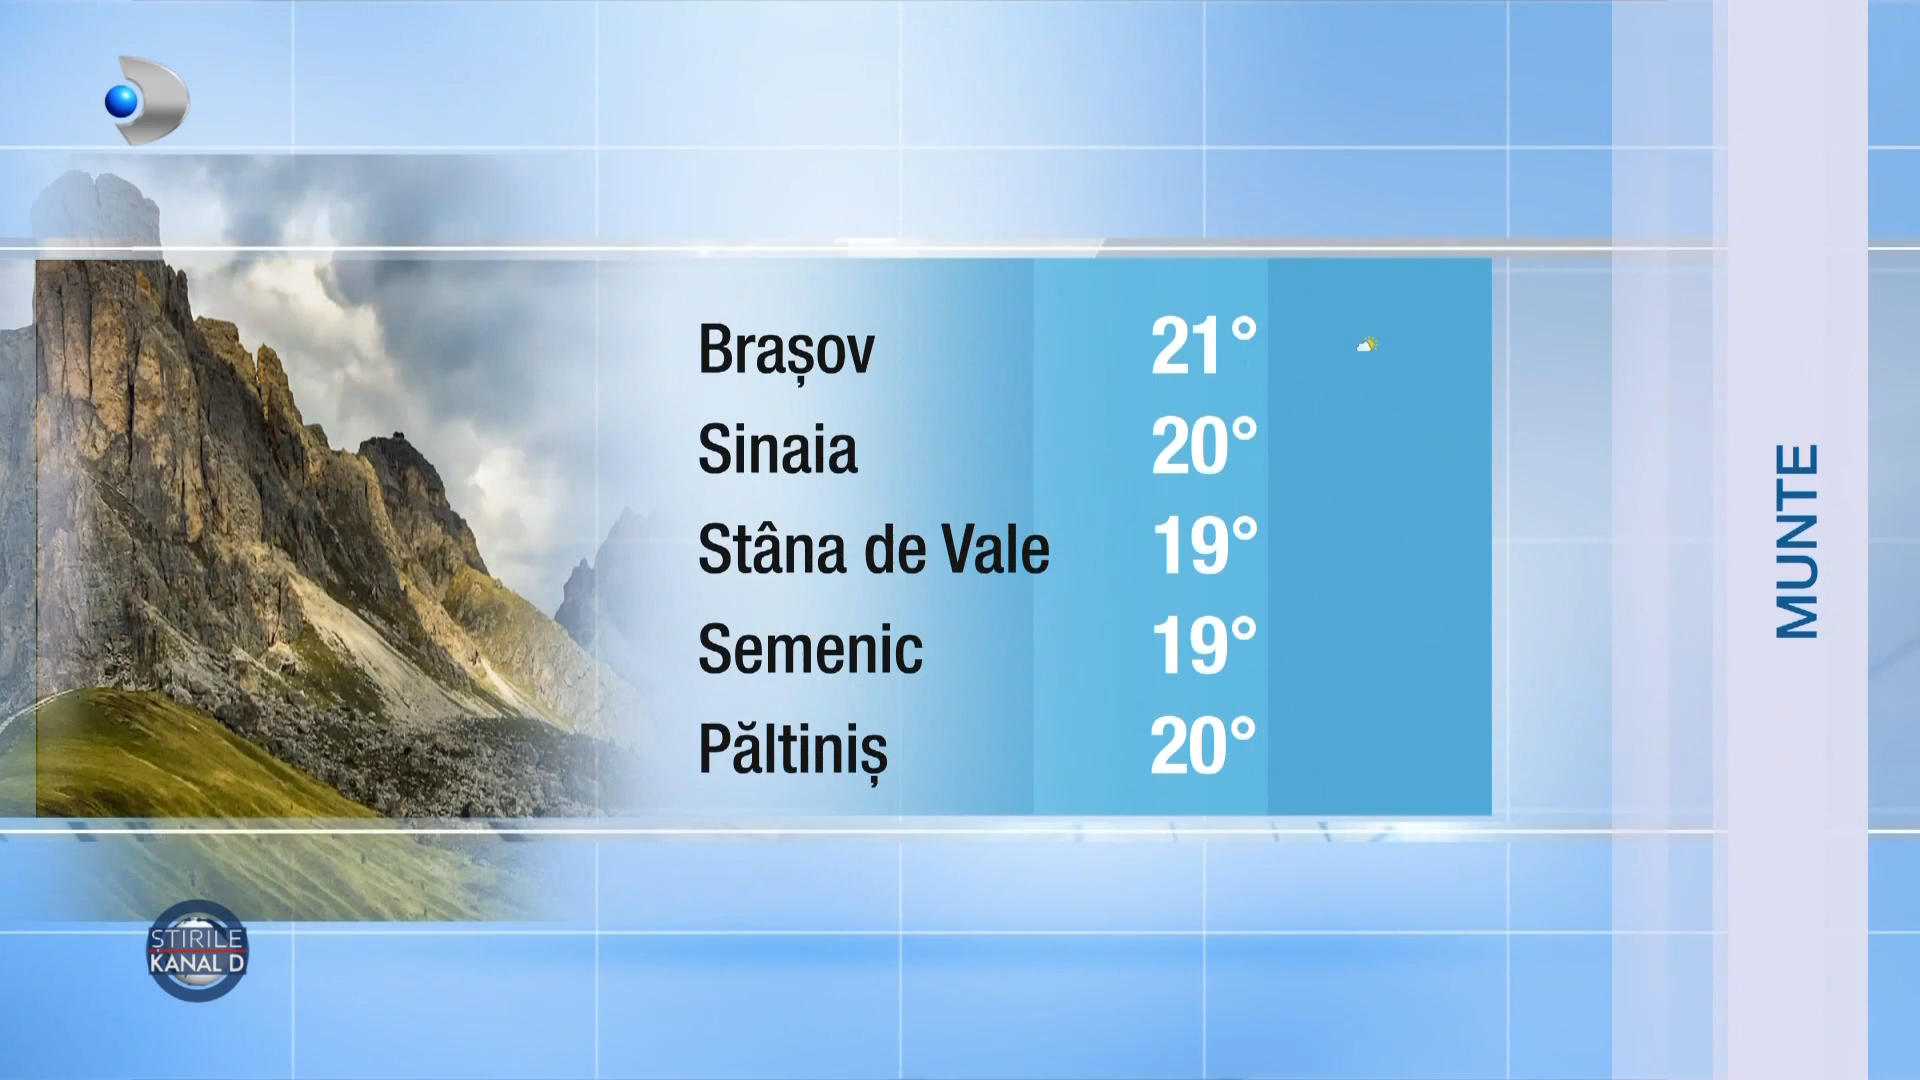 Brașov 21°
Sinaia 20°
Stâna de Vale 19°
Semenic 19°
Păltiniș 20°
MUNTE
ȘTIRILE
KANAL D